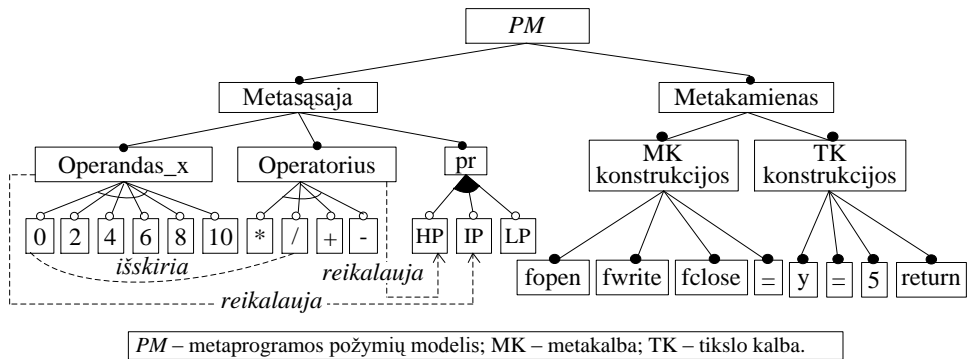 PM
Metasąsaja Metakamienas
Operandas_x Operatorius pr MK konstrukcijos TK konstrukcijos
0 2 4 6 8 10 * / + - HP IP LP
išskiria
reikalauja
reikalauja
fopen fwrite fclose = y = 5 return
PM – metaprogramos požymių modelis; MK – metakalba; TK – tikslo kalba.